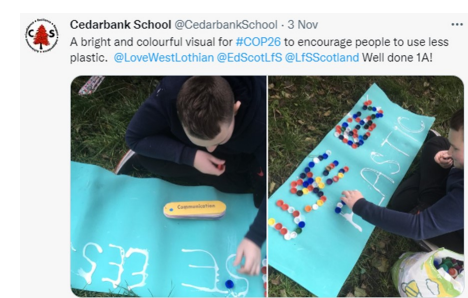 Cedarbank School @CedarbankSchool · 3 Nov
A bright and colourful visual for #COP26 to encourage people to use less
plastic. @LoveWestLothian @EdScotLfS @LfSScotland Well done 1A!
Communication
LASTIC